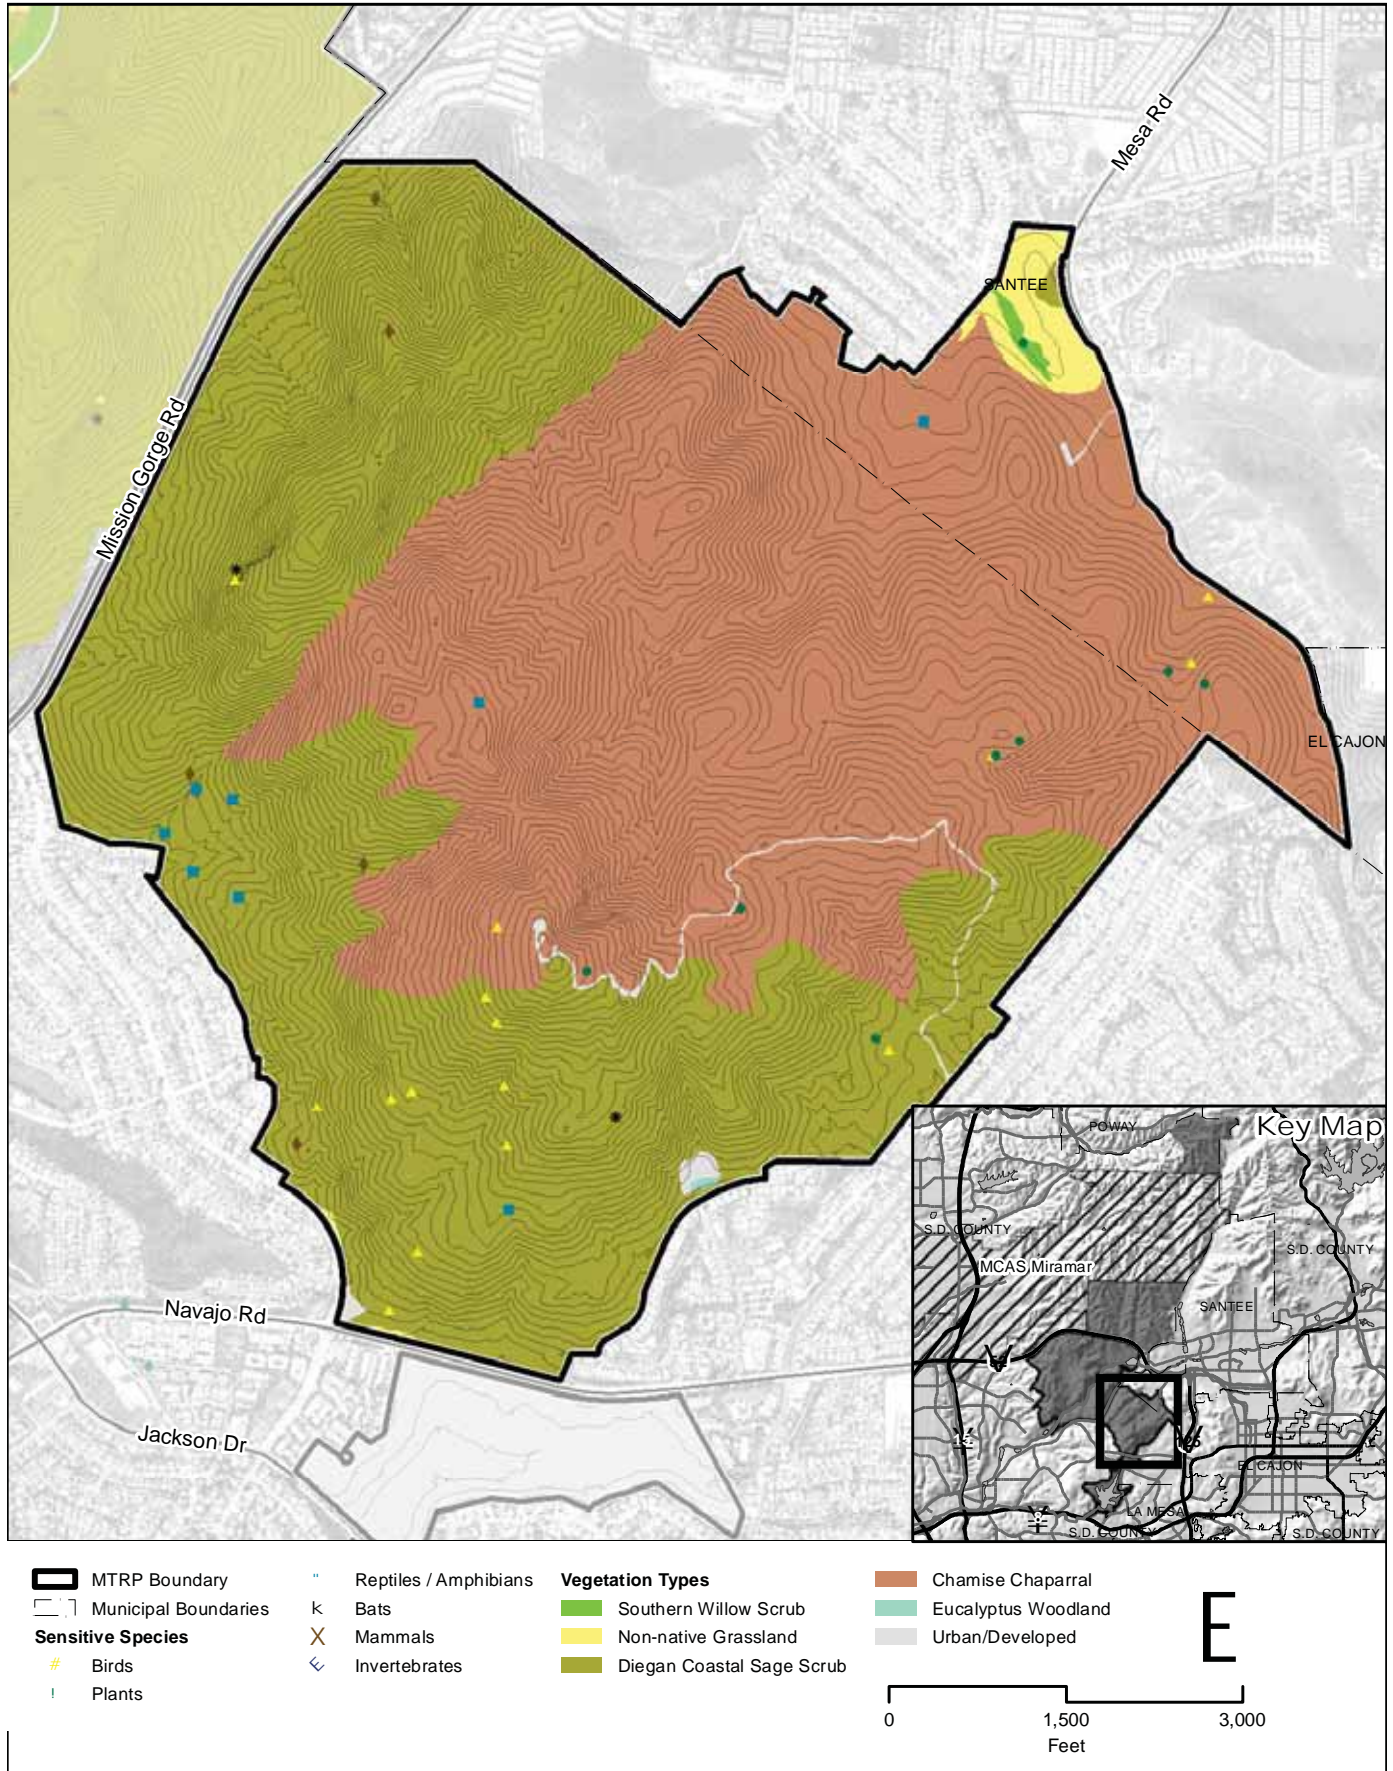 Mesa Rd
SANTEE
Mission Gorge Rd
EL CAJON
Navajo Rd
Jackson Dr
Key Map
POWAY
S.D. COUNTY
S.D. COUNTY
MCAS Miramar
SANTEE
EL CAJON
LA MESA
S.D. COUNTY
S.D. COUNTY
MTRP Boundary
Municipal Boundaries
Sensitive Species
# Birds
! Plants
" Reptiles / Amphibians
k Bats
X Mammals
E Invertebrates
Vegetation Types
Southern Willow Scrub
Non-native Grassland
Diegan Coastal Sage Scrub
Chamise Chaparral
Eucalyptus Woodland
Urban/Developed
E
0 1,500 3,000
Feet